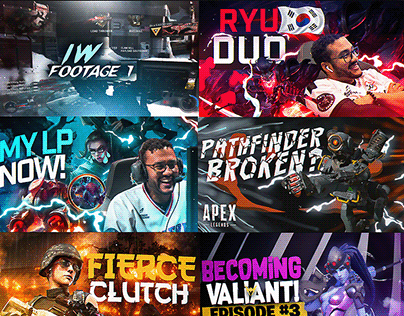 IW
FOOTAGE 1
RYU
DUO
MY LP
NOW!
PATHFINDER
BROKEN?
APEX
LEGENDS
FIERCE
CLUTCH
BECOMING
VALIANT!
EPISODE #3